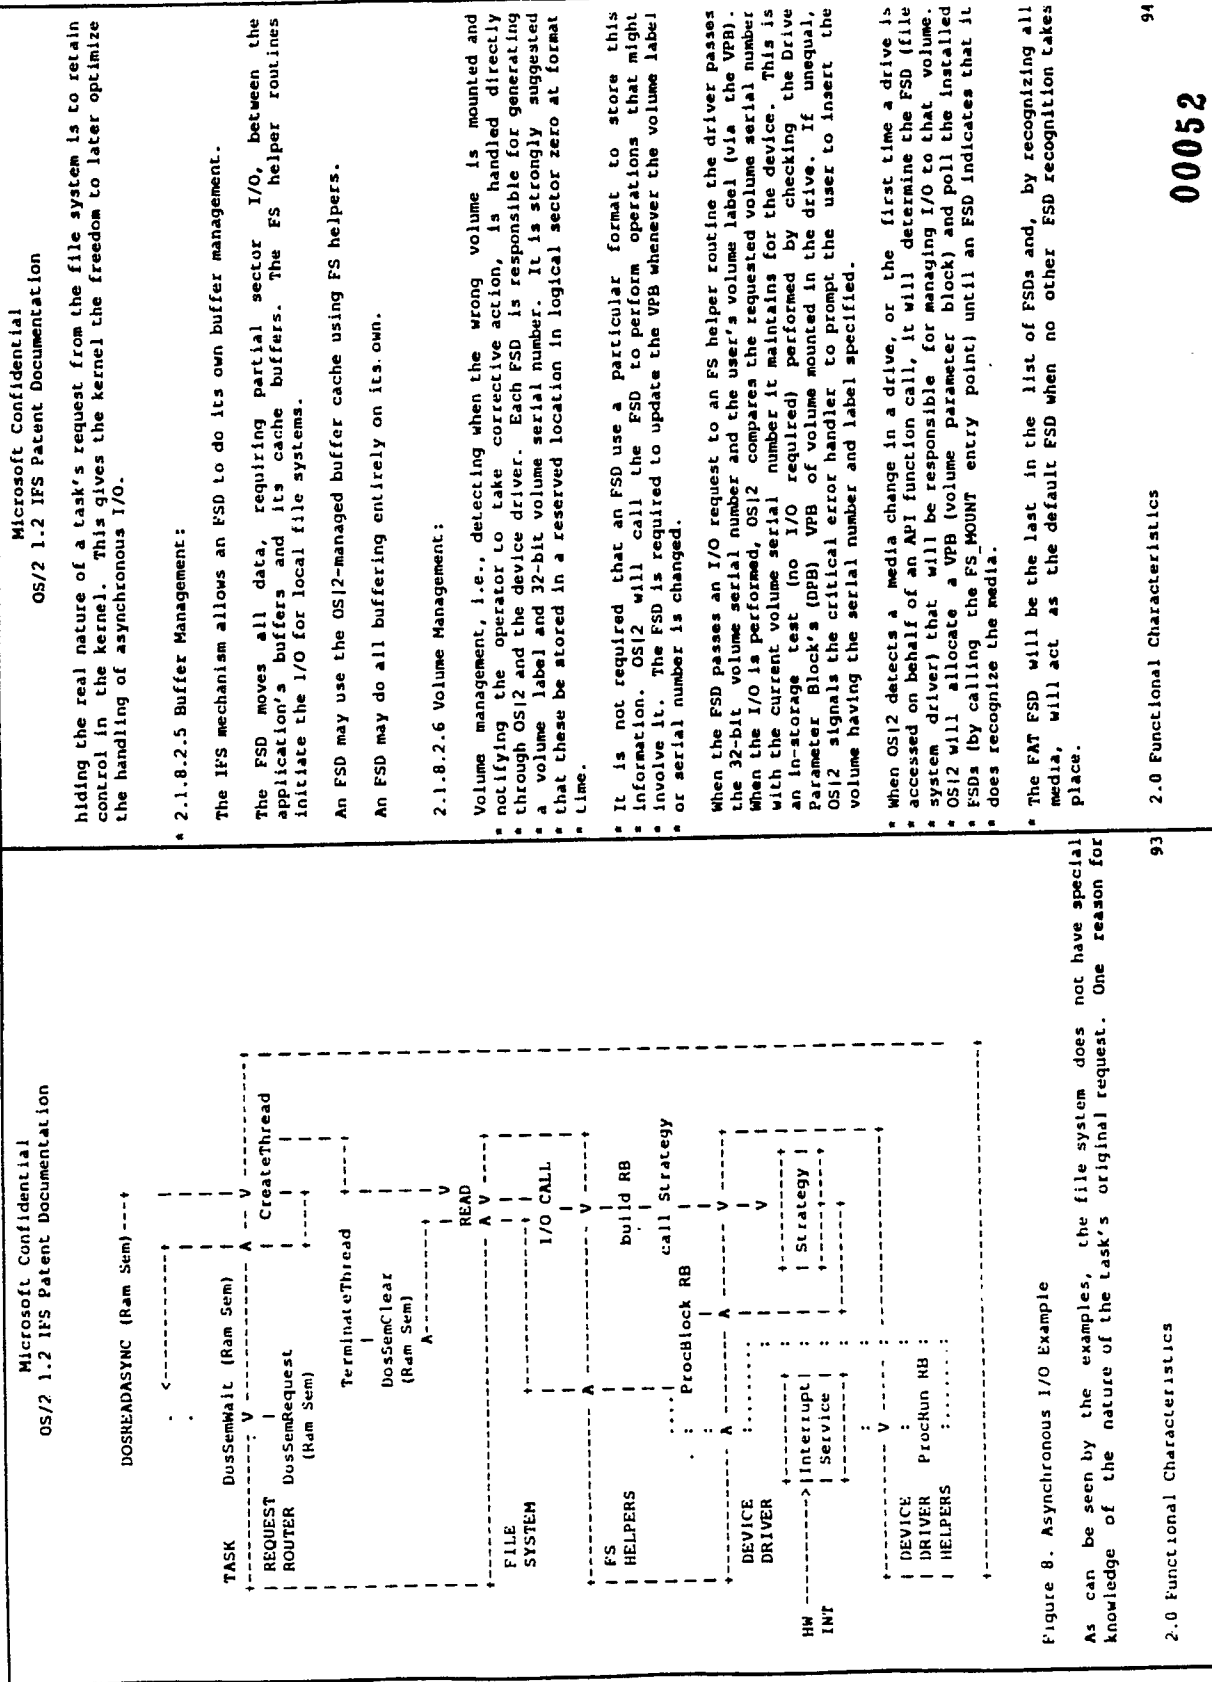 Microsoft Confidential
OS/2 1.2 IFS Patent Documentation
DOSREADASYNC (Ram Sem)----+
<----------
TASK DosSemWait (Ram Sem)
REQUEST
ROUTER DosSemRequest
(Ram Sem)
CreateThread
TerminateThread
DosSemClear
(Ram Sem)
READ
FILE
SYSTEM
I/O CALL
FS
HELPERS
build RB
call Strategy
ProcBlock RB
DEVICE
DRIVER
| Strategy |
HW ---------->|Interrupt|
INT | Service |
| DEVICE
| DRIVER ProcRun RB :
| HELPERS
Figure 8. Asynchronous I/O Example
As can be seen by the examples, the file system does not have special
knowledge of the nature of the task's original request. One reason for
2.0 Functional Characteristics 93
Microsoft Confidential
OS/2 1.2 IFS Patent Documentation
hiding the real nature of a task's request from the file system is to retain
control in the kernel. This gives the kernel the freedom to later optimize
the handling of asynchronous I/O.
* 2.1.8.2.5 Buffer Management:
The IFS mechanism allows an FSD to do its own buffer management.
The FSD moves all data, requiring partial sector I/O, between the
application's buffers and its cache buffers. The FS helper routines
initiate the I/O for local file systems.
An FSD may use the OS|2-managed buffer cache using FS helpers.
An FSD may do all buffering entirely on its own.
2.1.8.2.6 Volume Management:
Volume management, i.e., detecting when the wrong volume is mounted and
* notifying the operator to take corrective action, is handled directly
* through OS|2 and the device driver. Each FSD is responsible for generating
* a volume label and 32-bit volume serial number. It is strongly suggested
* that these be stored in a reserved location in logical sector zero at format
* time.
* It is not required that an FSD use a particular format to store this
* information. OS|2 will call the FSD to perform operations that might
* involve it. The FSD is required to update the VPB whenever the volume label
* or serial number is changed.
When the FSD passes an I/O request to an FS helper routine the driver passes
the 32-bit volume serial number and the user's volume label (via the VPB).
When the I/O is performed, OS|2 compares the requested volume serial number
with the current volume serial number it maintains for the device. This is
an in-storage test (no I/O required) performed by checking the Drive
Parameter Block's (DPB) VPB of volume mounted in the drive. If unequal,
OS|2 signals the critical error handler to prompt the user to insert the
volume having the serial number and label specified.
* When OS|2 detects a media change in a drive, or the first time a drive is
* accessed on behalf of an API function call, it will determine the FSD (file
* system driver) that will be responsible for managing I/O to that volume.
* OS|2 will allocate a VPB (volume parameter block) and poll the installed
* FSDs (by calling the FS_MOUNT entry point) until an FSD indicates that it
* does recognize the media.
* The FAT FSD will be the last in the list of FSDs and, by recognizing all
* media, will act as the default FSD when no other FSD recognition takes
place.
2.0 Functional Characteristics 94
00052